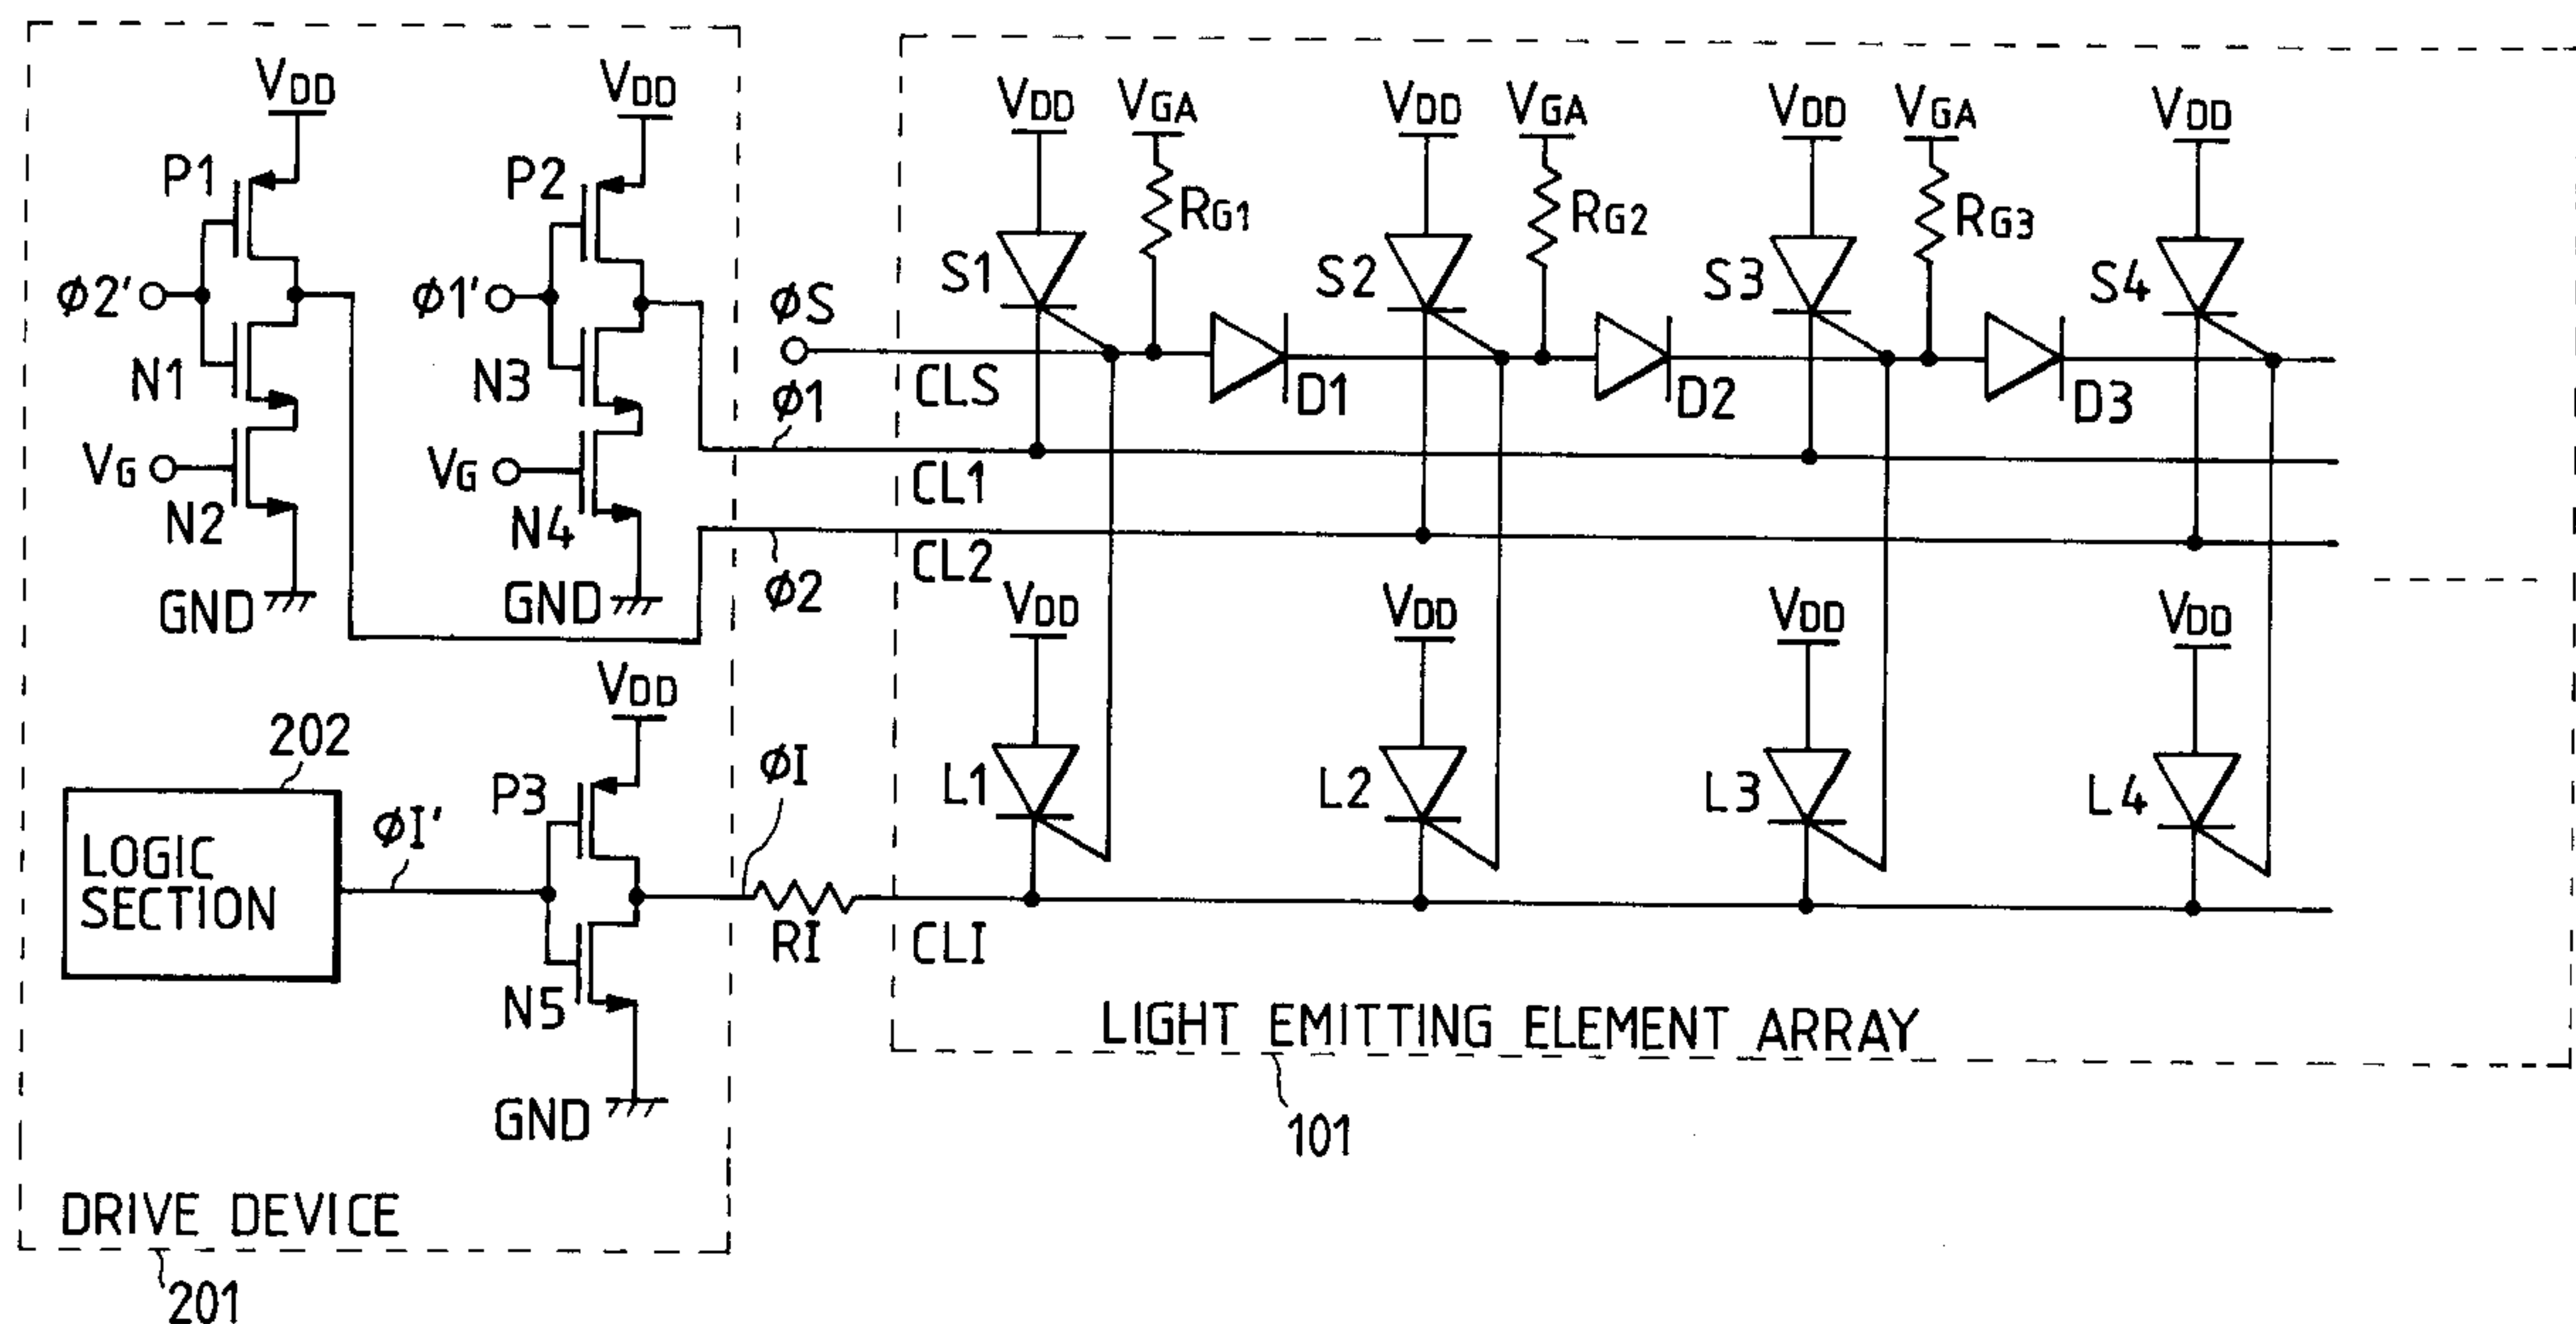 VDD
VDD
VDD
VGA
VDD
VGA
VDD
VGA
VDD
P1
P2
RG1
RG2
RG3
S1
S2
S3
S4
ϕ2'
ϕ1'
ϕS
N1
N3
CLS
D1
D2
D3
ϕ1
VG
VG
CL1
N2
N4
CL2
ϕ2
GND
GND
VDD
VDD
VDD
VDD
VDD
202
P3
ϕI
L1
L2
L3
L4
ϕI'
LOGIC
SECTION
RI
CLI
N5
LIGHT EMITTING ELEMENT ARRAY
GND
101
DRIVE DEVICE
201